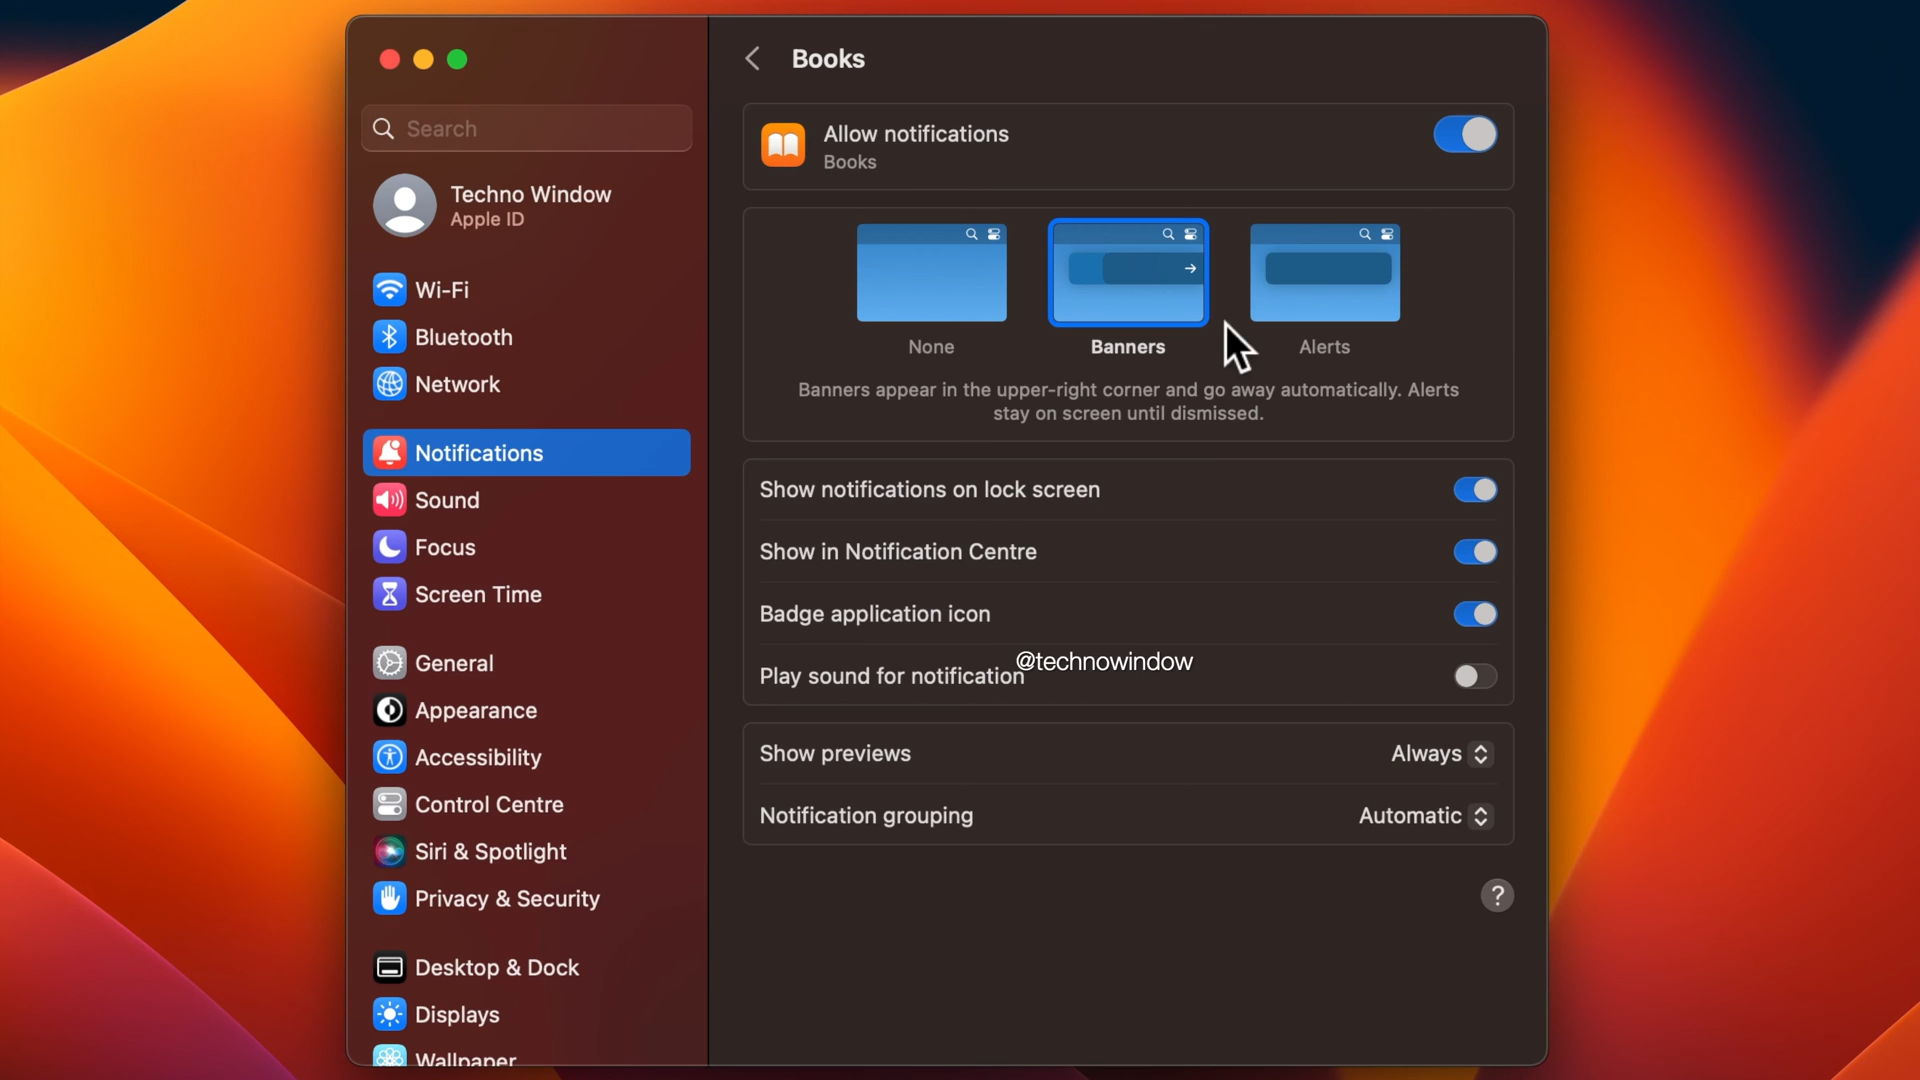 Search
Techno Window
Apple ID
Wi-Fi
Bluetooth
Network
Notifications
Sound
Focus
Screen Time
General
Appearance
Accessibility
Control Centre
Siri & Spotlight
Privacy & Security
Desktop & Dock
Displays
Wallpaper
Books
Allow notifications
Books
None
Banners
Alerts
Banners appear in the upper-right corner and go away automatically. Alerts
stay on screen until dismissed.
Show notifications on lock screen
Show in Notification Centre
Badge application icon
@technowindow
Play sound for notification
Show previews
Always
Notification grouping
Automatic
?